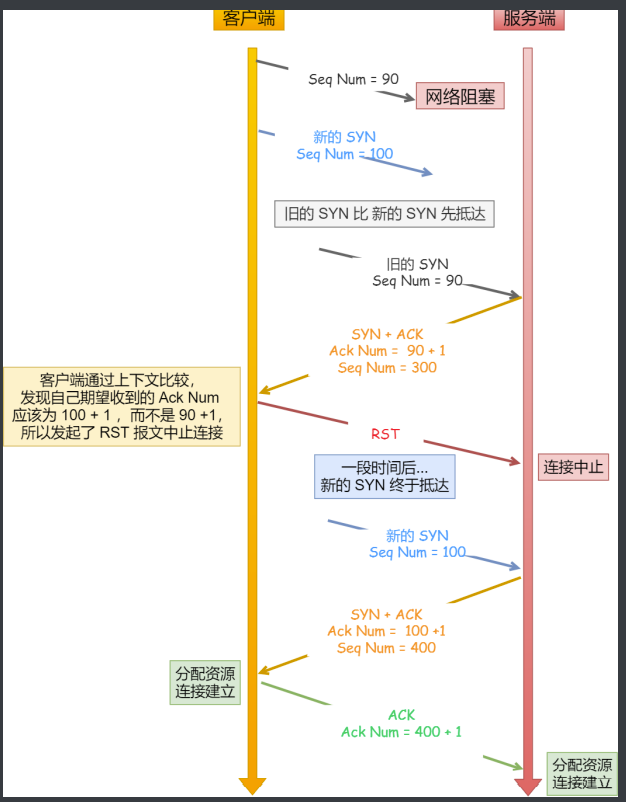 客户端
服务端
Seq Num = 90
网络阻塞
新的 SYN
Seq Num = 100
旧的 SYN 比 新的 SYN 先抵达
旧的 SYN
Seq Num = 90
SYN + ACK
Ack Num =  90 + 1
Seq Num = 300
客户端通过上下文比较，
发现自己期望收到的 Ack Num
应该为 100 + 1 ，而不是 90 +1，
所以发起了 RST 报文中止连接
RST
连接中止
一段时间后...
新的 SYN 终于抵达
新的 SYN
Seq Num = 100
SYN + ACK
Ack Num =  100 +1
Seq Num = 400
分配资源
连接建立
ACK
Ack Num = 400 + 1
分配资源
连接建立